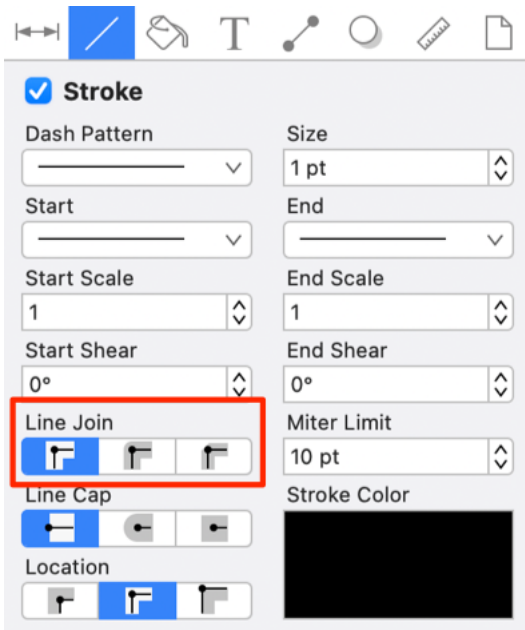 T
Stroke
Dash Pattern Size
1 pt
Start End
Start Scale End Scale
1 1
Start Shear End Shear
0° 0°
Line Join Miter Limit
10 pt
Line Cap Stroke Color
Location